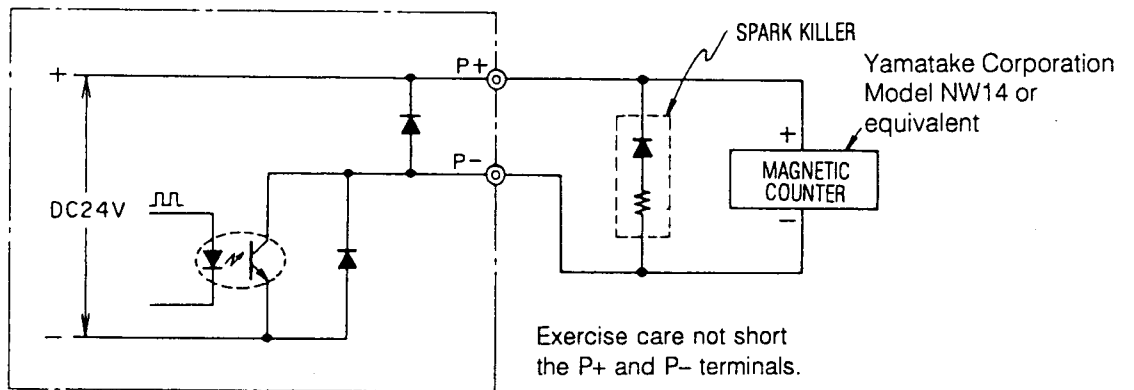 SPARK KILLER
Yamatake Corporation
Model NW14 or
equivalent
+
P+
+
P-
MAGNETIC
COUNTER
DC24V
-
-
Exercise care not short
the P+ and P- terminals.